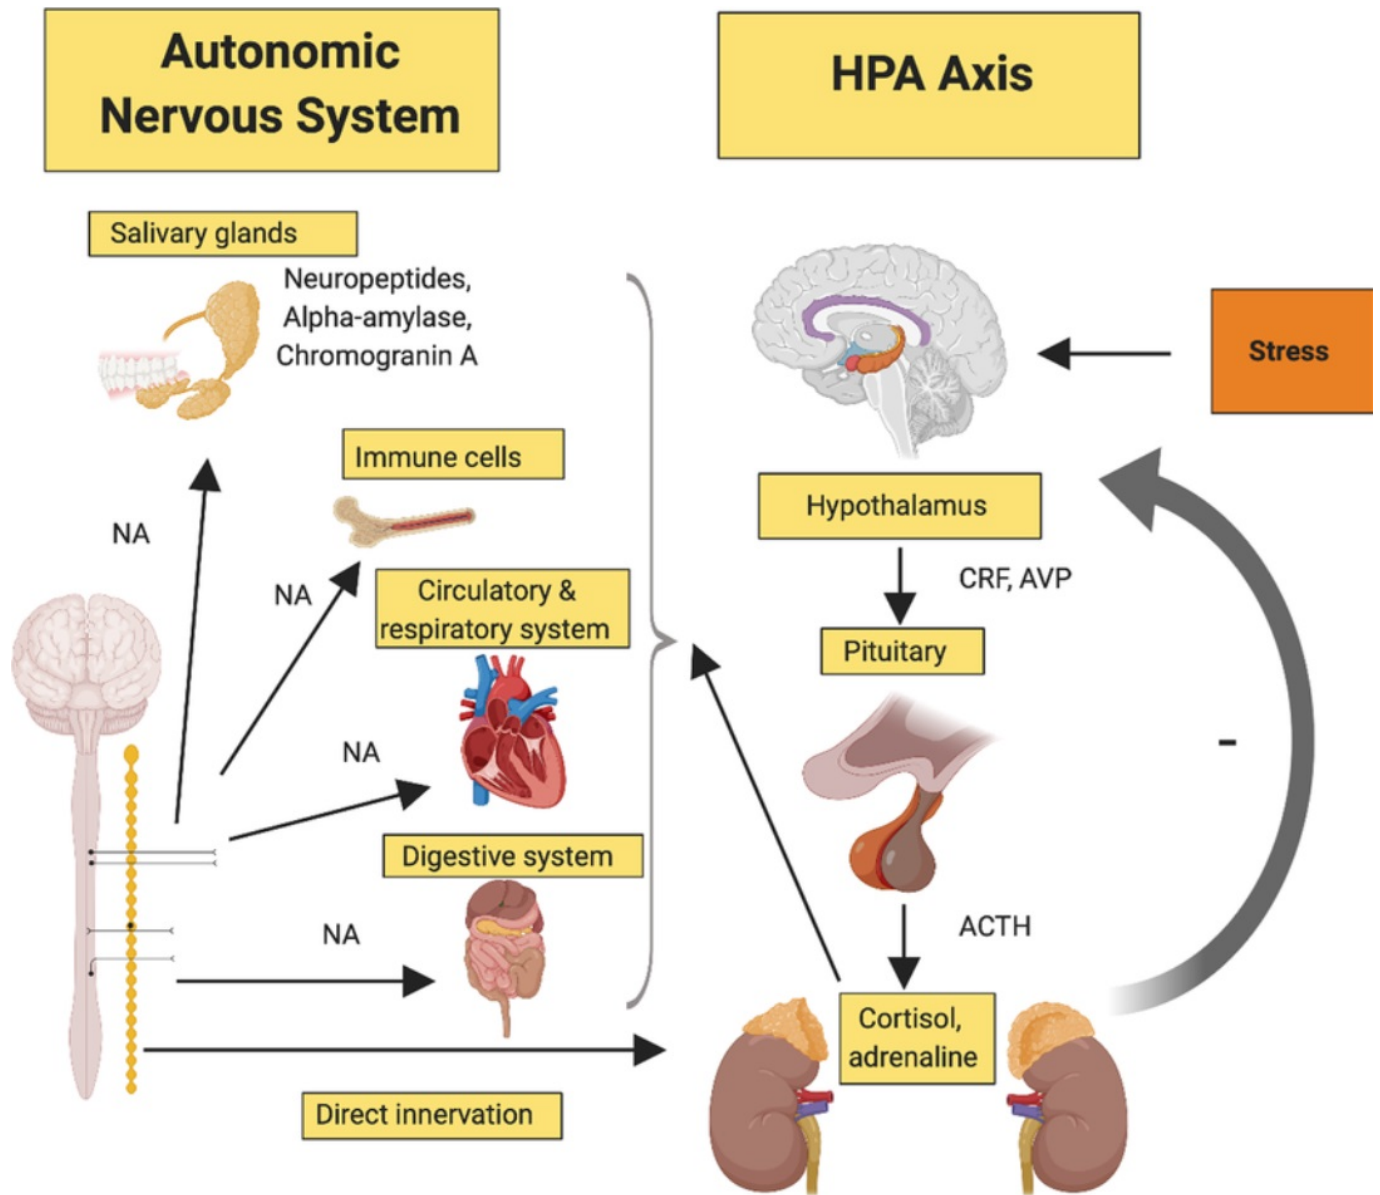 Autonomic
Nervous System
HPA Axis
Salivary glands
Neuropeptides,
Alpha-amylase,
Chromogranin A
Stress
Immune cells
NA
Hypothalamus
NA
CRF, AVP
Circulatory &
respiratory system
Pituitary
NA
-
Digestive system
NA
ACTH
Cortisol,
adrenaline
Direct innervation